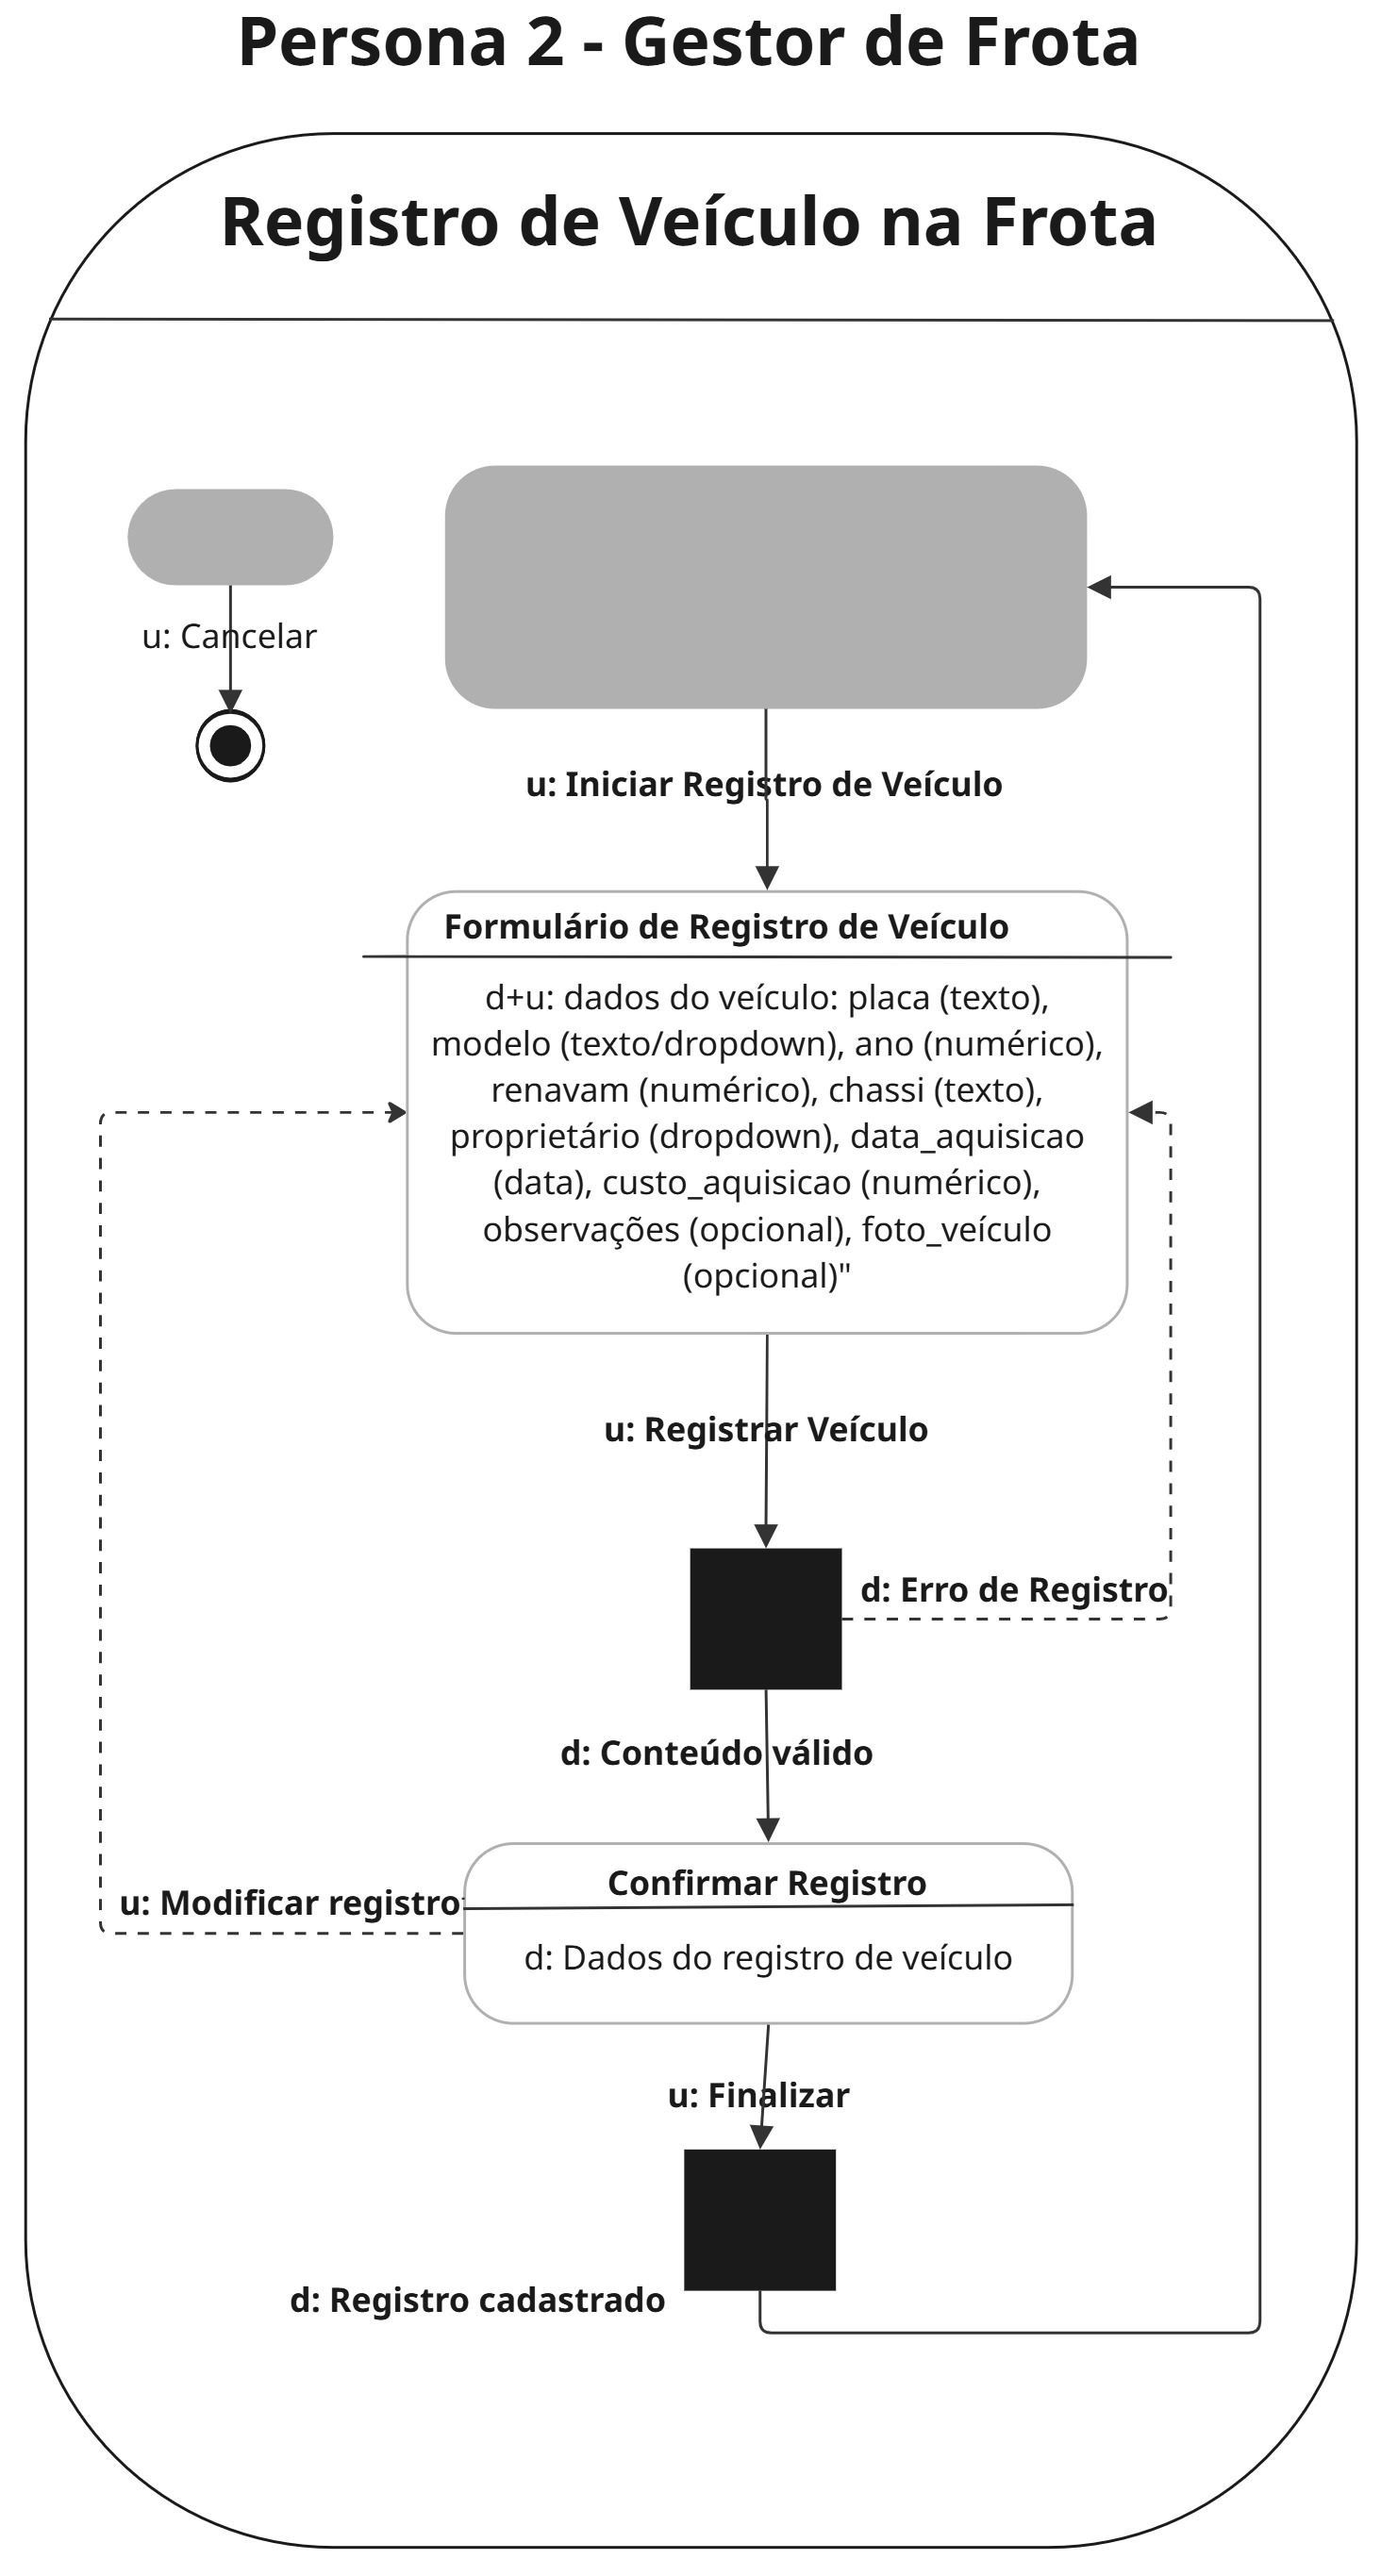 Persona 2 - Gestor de Frota
Registro de Veículo na Frota
u: Cancelar
u: Iniciar Registro de Veículo
Formulário de Registro de Veículo
d+u: dados do veículo: placa (texto),
modelo (texto/dropdown), ano (numérico),
renavam (numérico), chassi (texto),
proprietário (dropdown), data_aquisicao
(data), custo_aquisicao (numérico),
observações (opcional), foto_veículo
(opcional)"
u: Registrar Veículo
d: Erro de Registro
d: Conteúdo válido
Confirmar Registro
u: Modificar registro
d: Dados do registro de veículo
u: Finalizar
d: Registro cadastrado